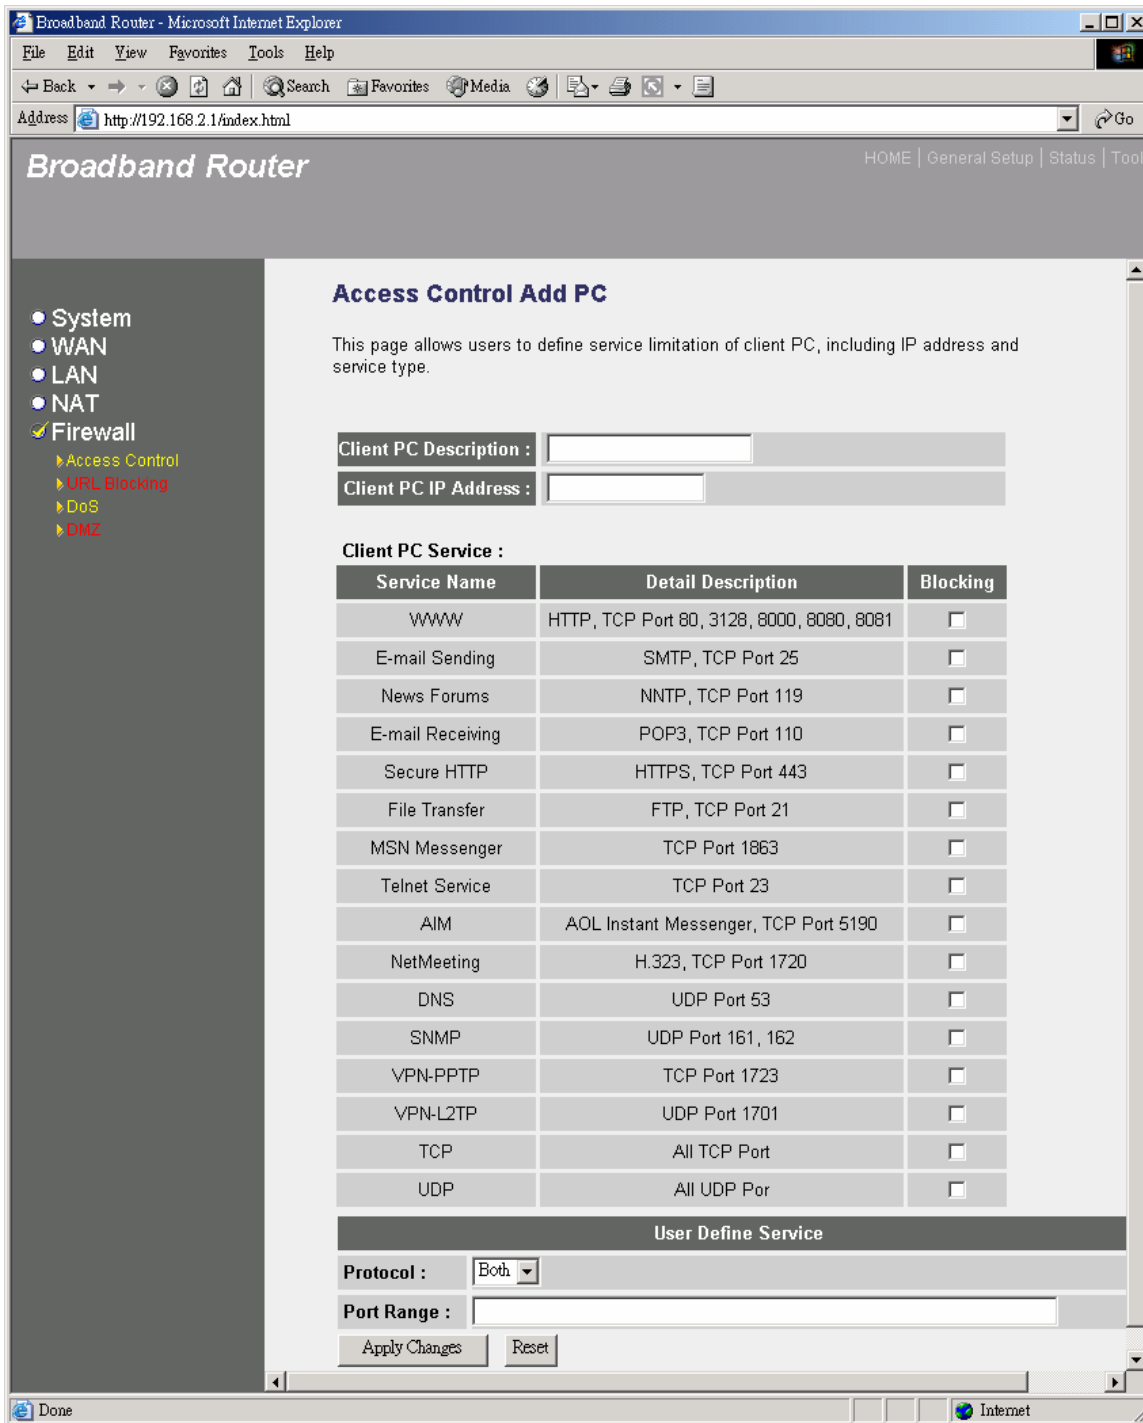 Broadband Router - Microsoft Internet Explorer
File Edit View Favorites Tools Help
Back Search Favorites Media
Address http://192.168.2.1/index.html Go
Broadband Router
HOME | General Setup | Status | Tool
System
WAN
LAN
NAT
Firewall
Access Control
URL Blocking
DoS
DMZ
Access Control Add PC
This page allows users to define service limitation of client PC, including IP address and
service type.
Client PC Description :
Client PC IP Address :
Client PC Service :
Service Name Detail Description Blocking
WWW HTTP, TCP Port 80, 3128, 8000, 8080, 8081
E-mail Sending SMTP, TCP Port 25
News Forums NNTP, TCP Port 119
E-mail Receiving POP3, TCP Port 110
Secure HTTP HTTPS, TCP Port 443
File Transfer FTP, TCP Port 21
MSN Messenger TCP Port 1863
Telnet Service TCP Port 23
AIM AOL Instant Messenger, TCP Port 5190
NetMeeting H.323, TCP Port 1720
DNS UDP Port 53
SNMP UDP Port 161, 162
VPN-PPTP TCP Port 1723
VPN-L2TP UDP Port 1701
TCP All TCP Port
UDP All UDP Por
User Define Service
Protocol : Both
Port Range :
Apply Changes Reset
Done Internet